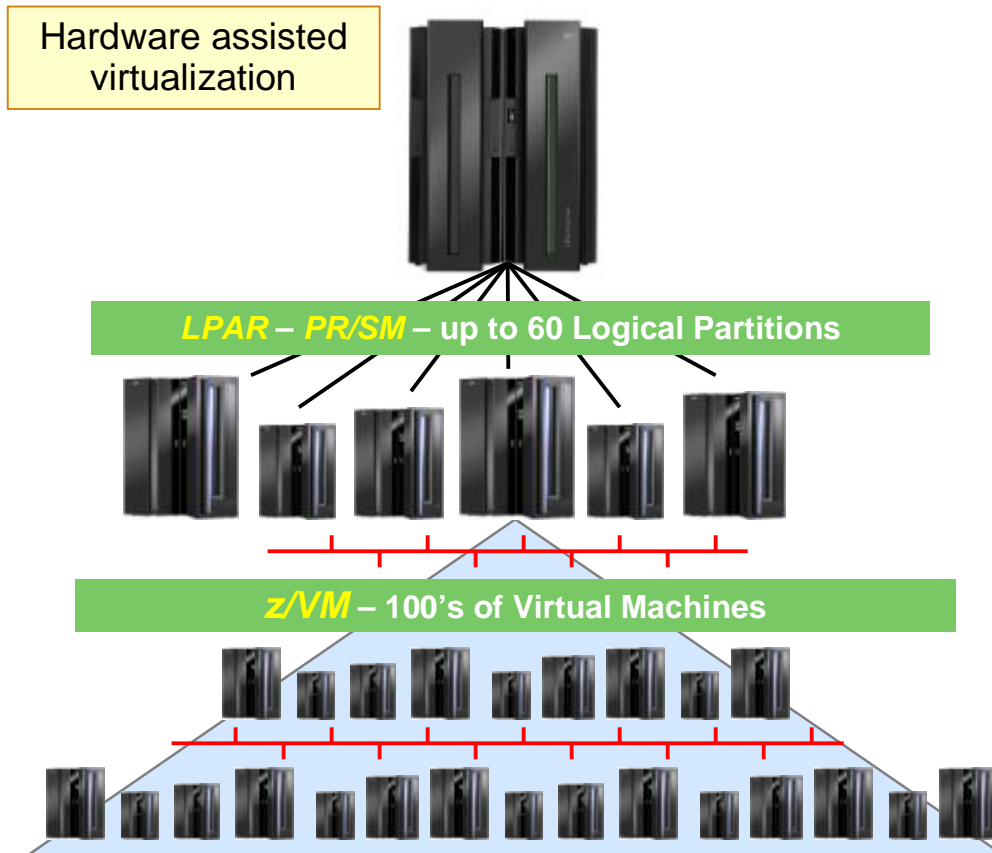 Hardware assisted
virtualization
LPAR – PR/SM – up to 60 Logical Partitions
z/VM – 100's of Virtual Machines